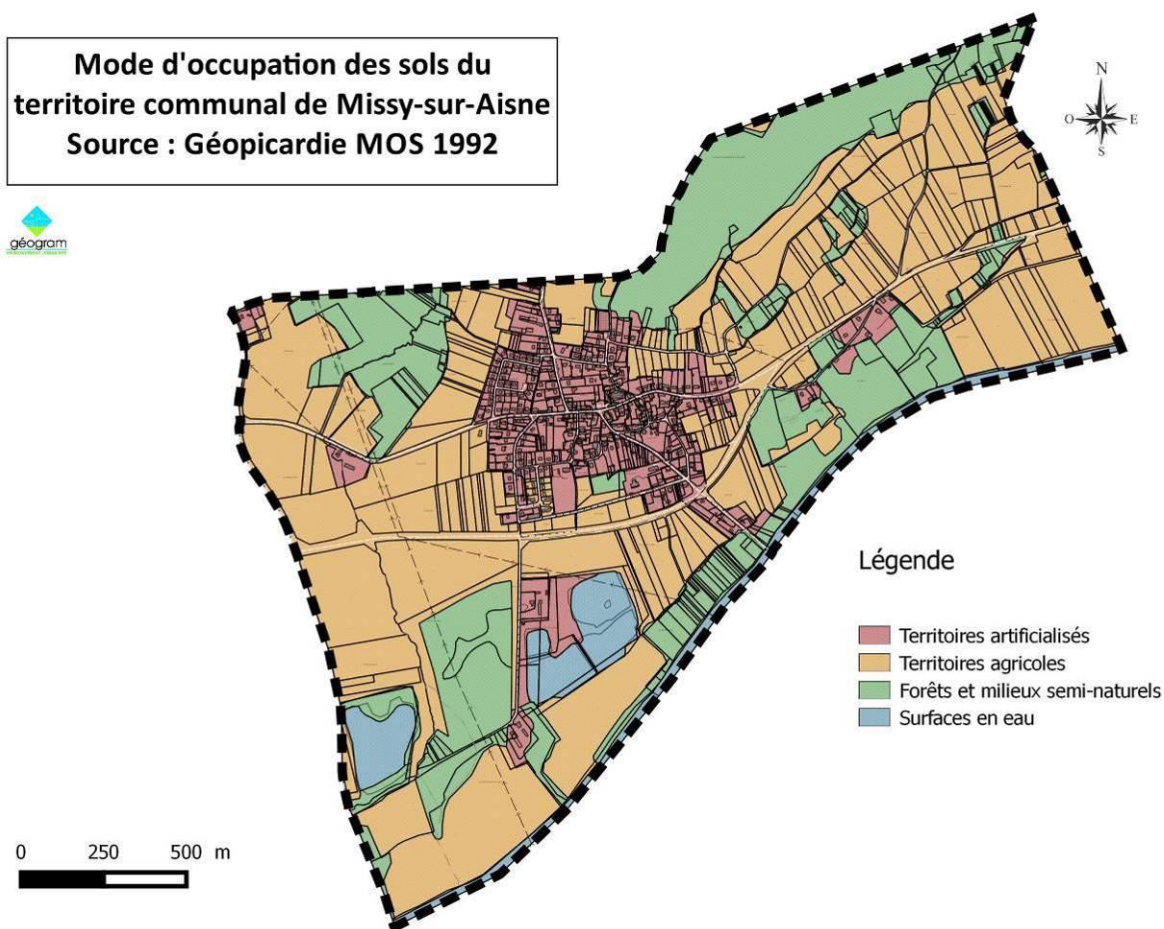 Mode d'occupation des sols du
territoire communal de Missy-sur-Aisne
Source : Géopicardie MOS 1992
géogram
N
O
E
S
Légende
Territoires artificialisés
Territoires agricoles
Forêts et milieux semi-naturels
Surfaces en eau
0 250 500 m